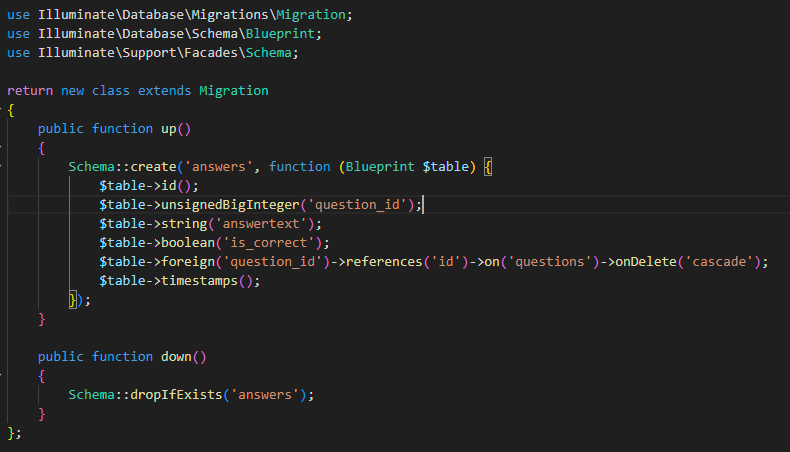 use Illuminate\Database\Migrations\Migration;
use Illuminate\Database\Schema\Blueprint;
use Illuminate\Support\Facades\Schema;

return new class extends Migration
{
    public function up()
    {
        Schema::create('answers', function (Blueprint $table) {
            $table->id();
            $table->unsignedBigInteger('question_id');
            $table->string('answertext');
            $table->boolean('is_correct');
            $table->foreign('question_id')->references('id')->on('questions')->onDelete('cascade');
            $table->timestamps();
        });
    }

    public function down()
    {
        Schema::dropIfExists('answers');
    }
};